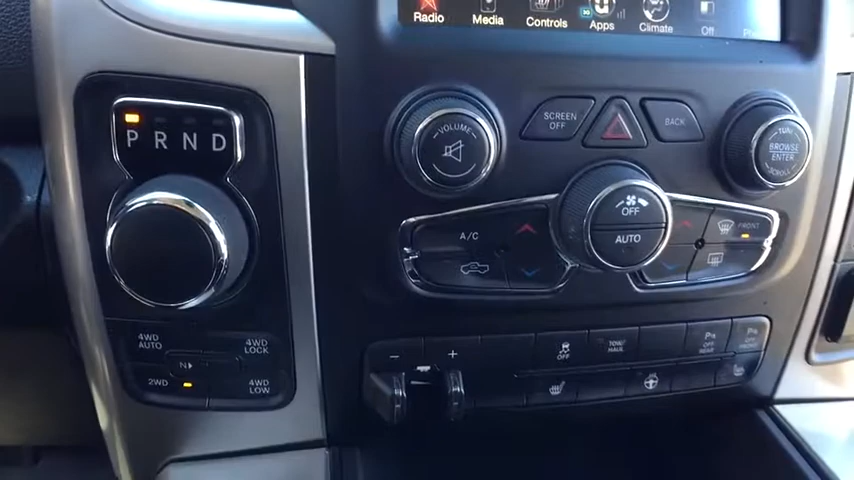 Radio Media Controls Apps Climate Off
P R N D
VOLUME
SCREEN OFF
BACK
TUNE
BROWSE
ENTER
SCROLL
OFF
AUTO
A/C
FRONT
4WD AUTO
4WD LOCK
N
2WD
4WD LOW
- +
OFF
TOW/HAUL
P OFF REAR
P OFF FRONT